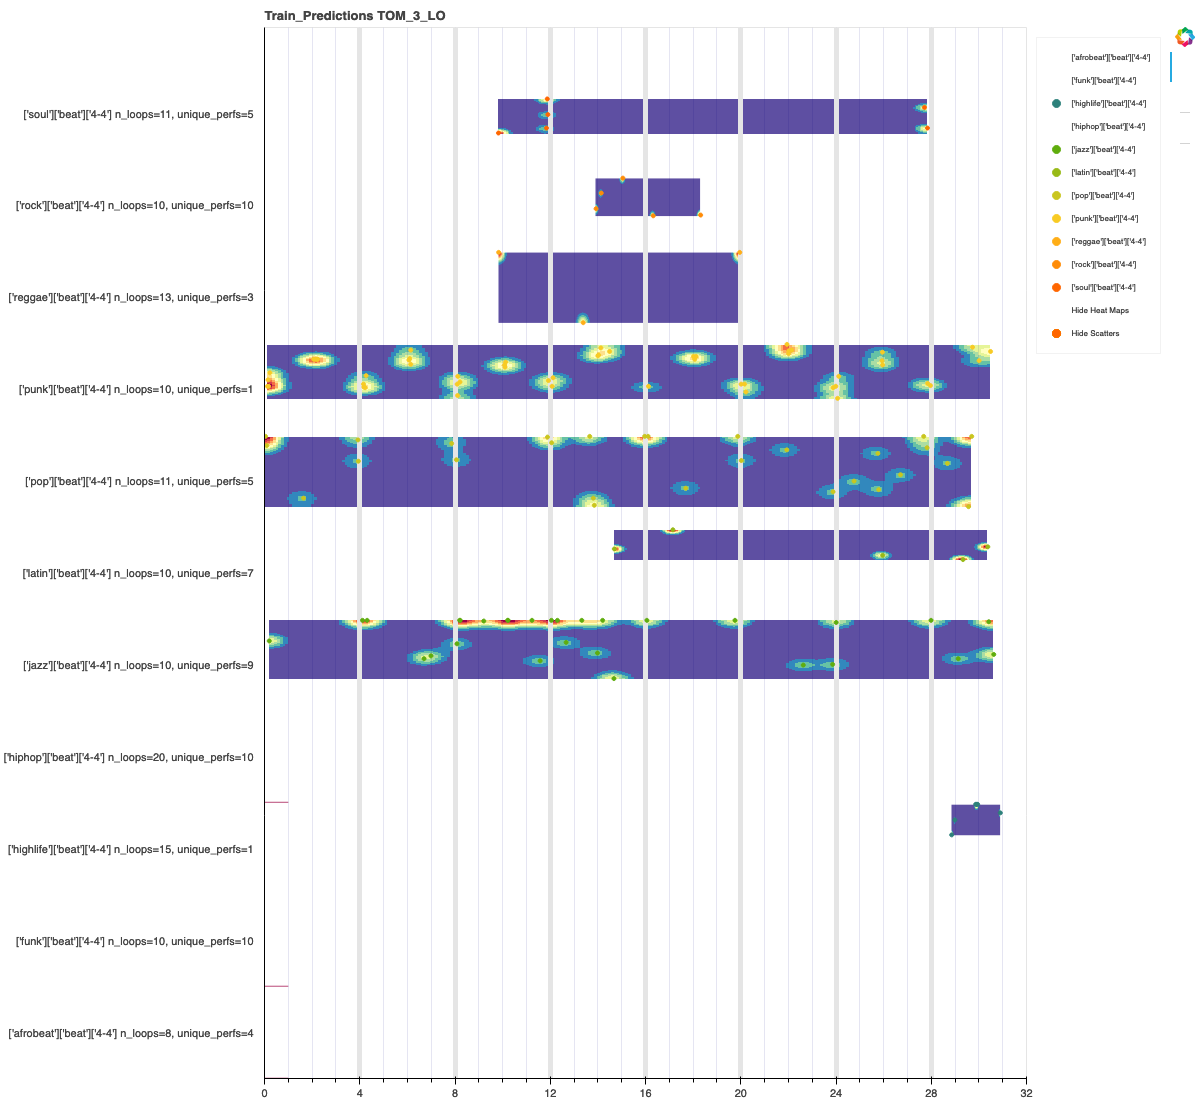 Train_Predictions TOM_3_LO
['soul']['beat']['4-4'] n_loops=11, unique_perfs=5
['rock']['beat']['4-4'] n_loops=10, unique_perfs=10
['reggae']['beat']['4-4'] n_loops=13, unique_perfs=3
['punk']['beat']['4-4'] n_loops=10, unique_perfs=1
['pop']['beat']['4-4'] n_loops=11, unique_perfs=5
['latin']['beat']['4-4'] n_loops=10, unique_perfs=7
['jazz']['beat']['4-4'] n_loops=10, unique_perfs=9
['hiphop']['beat']['4-4'] n_loops=20, unique_perfs=10
['highlife']['beat']['4-4'] n_loops=15, unique_perfs=1
['funk']['beat']['4-4'] n_loops=10, unique_perfs=10
['afrobeat']['beat']['4-4'] n_loops=8, unique_perfs=4
0 4 8 12 16 20 24 28 32
['afrobeat']['beat']['4-4']
['funk']['beat']['4-4']
['highlife']['beat']['4-4']
['hiphop']['beat']['4-4']
['jazz']['beat']['4-4']
['latin']['beat']['4-4']
['pop']['beat']['4-4']
['punk']['beat']['4-4']
['reggae']['beat']['4-4']
['rock']['beat']['4-4']
['soul']['beat']['4-4']
Hide Heat Maps
Hide Scatters